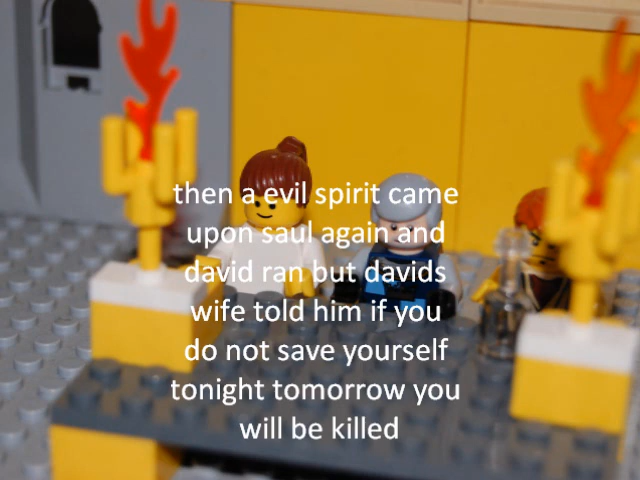 then a evil spirit came
upon saul again and
david ran but davids
wife told him if you
do not save yourself
tonight tomorrow you
will be killed